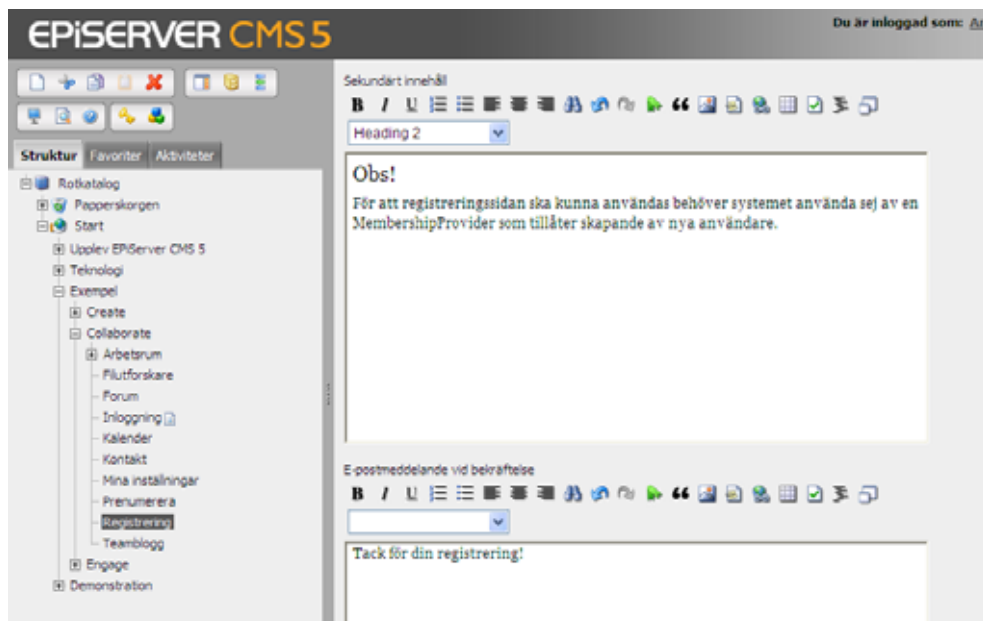 EPiSERVER CMS 5
Du är inloggad som:
Struktur Favoriter Aktiviteter
Rotkatalog
Papperskorgen
Start
Upplev EPiServer CMS 5
Teknologi
Exempel
Create
Collaborate
Arbetsrum
Filutforskare
Forum
Inloggning
Kalender
Kontakt
Mina inställningar
Prenumerera
Registrering
Teamblogg
Engage
Demonstration
Sekundärt innehåll
B I U
Heading 2
Obs!
För att registreringssidan ska kunna användas behöver systemet använda sej av en
MembershipProvider som tillåter skapande av nya användare.
E-postmeddelande vid bekräftelse
B I U
Tack för din registrering!